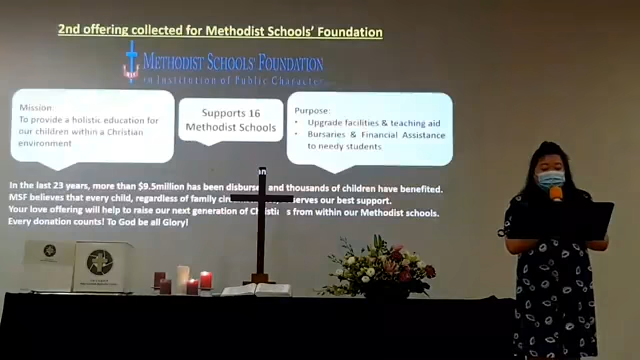 2nd offering collected for Methodist Schools' Foundation
METHODIST SCHOOLS' FOUNDATION
an Institution of Public Character
Mission:
To provide a holistic education for
our children within a Christian
environment
Supports 16
Methodist Schools
Purpose:
• Upgrade facilities & teaching aid
• Bursaries & Financial Assistance
to needy students
In the last 23 years, more than $9.5million has been disburse and thousands of children have benefited.
MSF believes that every child, regardless of family circum serves our best support.
Your love offering will help to raise our next generation of Christi s from within our Methodist schools.
Every donation counts! To God be all Glory!